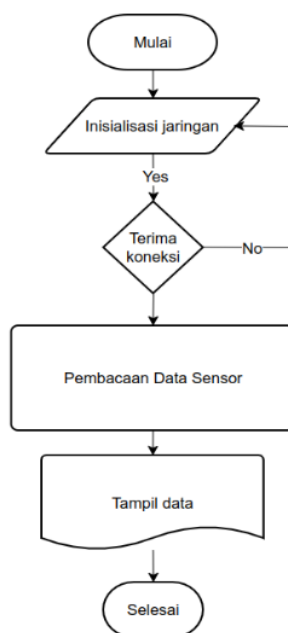 Mulai
Inisialisasi jaringan
Yes
Terima
koneksi
No
Pembacaan Data Sensor
Tampil data
Selesai